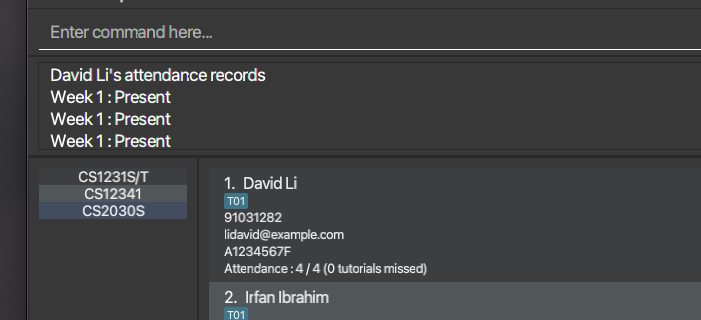 Enter command here...
David Li's attendance records
Week 1 : Present
Week 1 : Present
Week 1 : Present
CS1231S/T
CS12341
CS2030S
1. David Li
T01
91031282
lidavid@example.com
A1234567F
Attendance : 4 / 4 (0 tutorials missed)
2. Irfan Ibrahim
T01